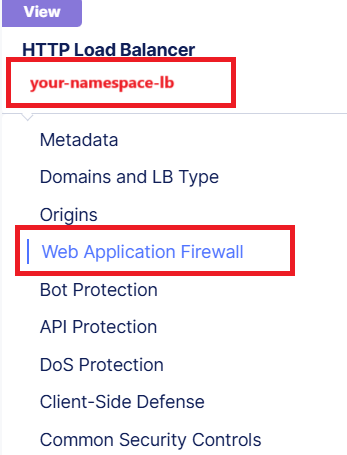 View
HTTP Load Balancer
your-namespace-lb
Metadata
Domains and LB Type
Origins
Web Application Firewall
Bot Protection
API Protection
DoS Protection
Client-Side Defense
Common Security Controls